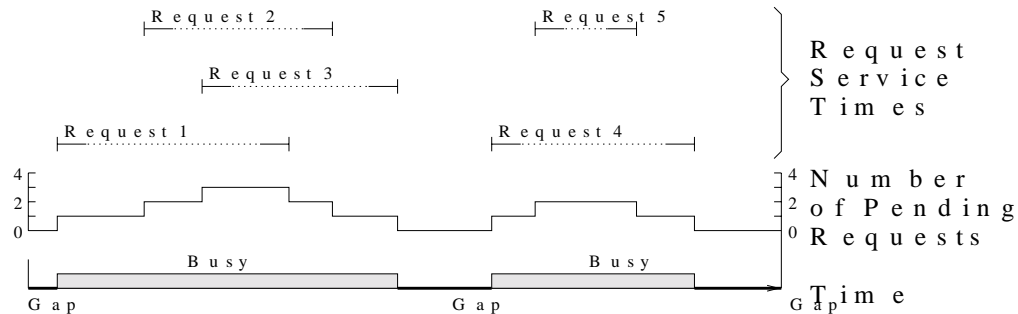 Request 2
Request 5
Request 3
Request 1
Request 4
Request
Service
Times
4
2
0
4
2
0
Number
of Pending
Requests
Busy
Busy
Gap
Gap
Gap
Time